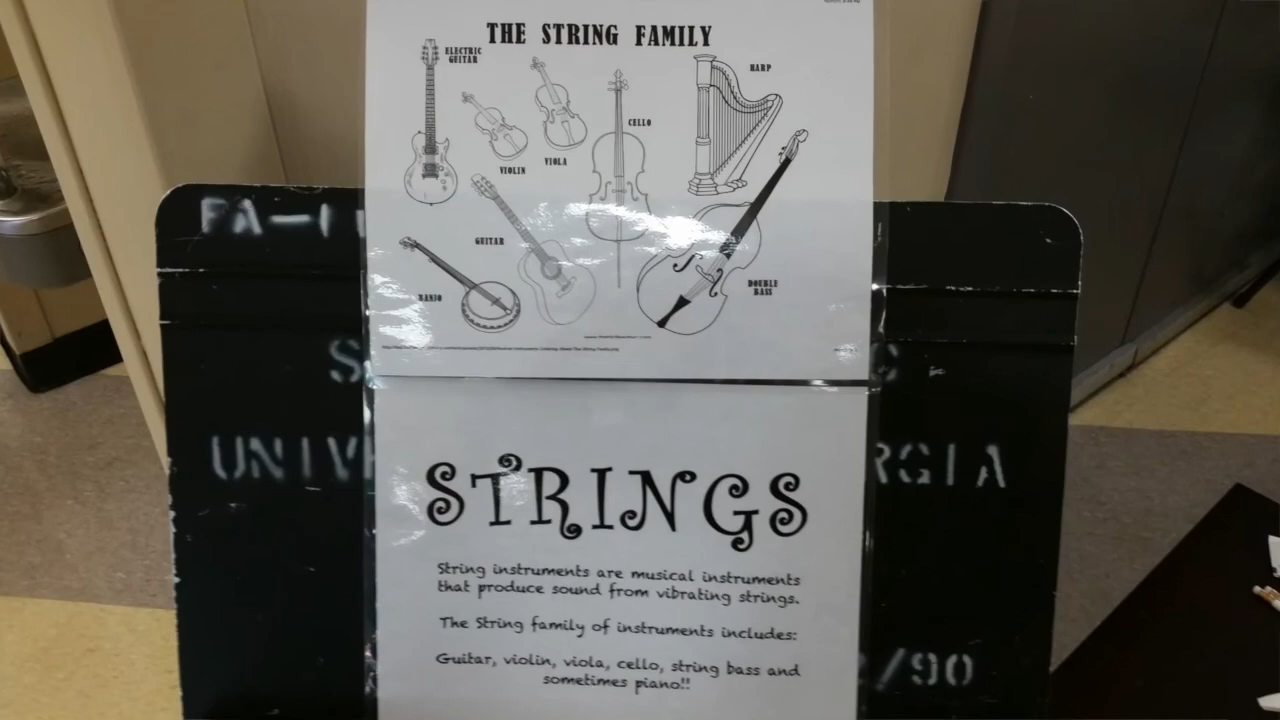 THE STRING FAMILY
ELECTRIC
GUITAR
HARP
CELLO
VIOLA
VIOLIN
GUITAR
DOUBLE
BASS
BANJO
STRINGS
String instruments are musical instruments
that produce sound from vibrating strings.
The String family of instruments includes:
Guitar, violin, viola, cello, string bass and
sometimes piano!!
/90